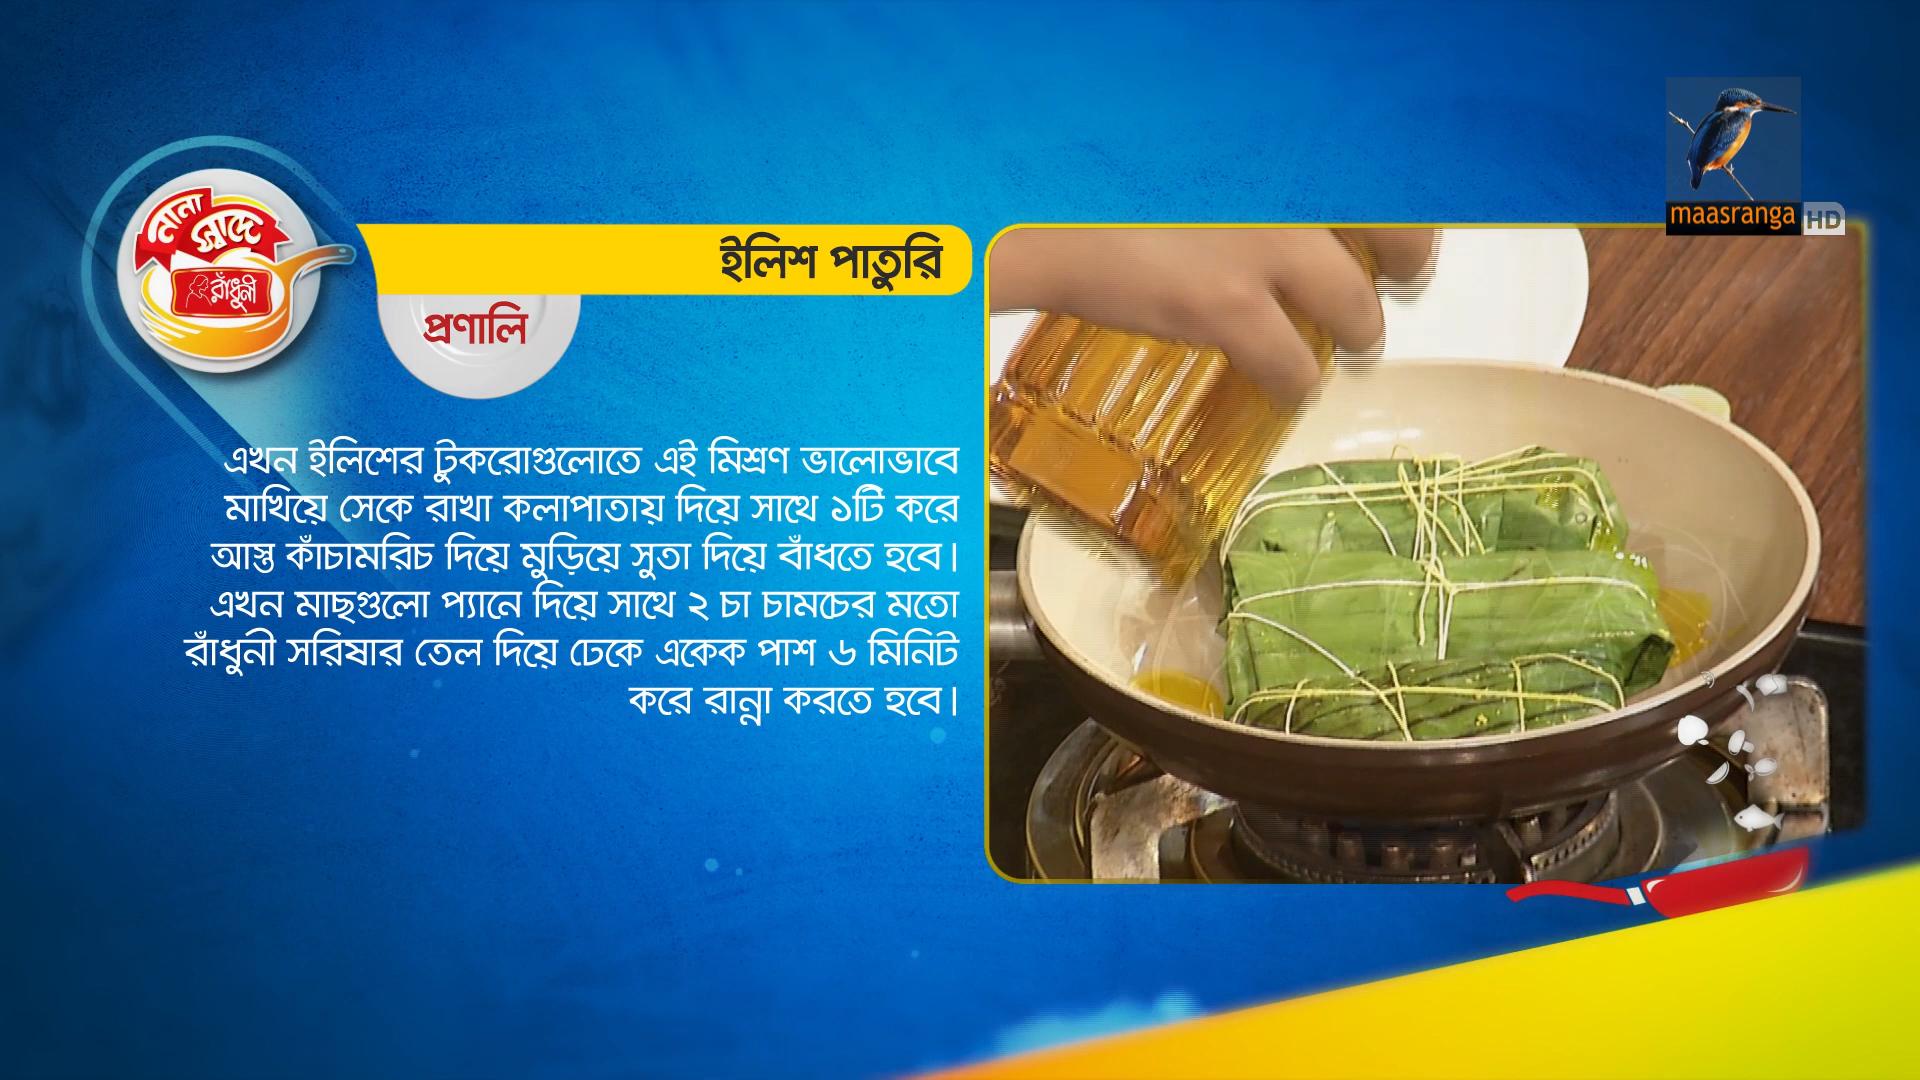 নানা
স্বাদে
রাঁধুনী
maasranga HD
ইলিশ পাতুরি
প্রণালি
এখন ইলিশের টুকরোগুলোতে এই মিশ্রণ ভালোভাবে
মাখিয়ে সেকে রাখা কলাপাতায় দিয়ে সাথে ১টি করে
আস্ত কাঁচামরিচ দিয়ে মুড়িয়ে সুতা দিয়ে বাঁধতে হবে।
এখন মাছগুলো প্যানে দিয়ে সাথে ২ চা চামচের মতো
রাঁধুনী সরিষার তেল দিয়ে ঢেকে একেক পাশ ৬ মিনিট
করে রান্না করতে হবে।